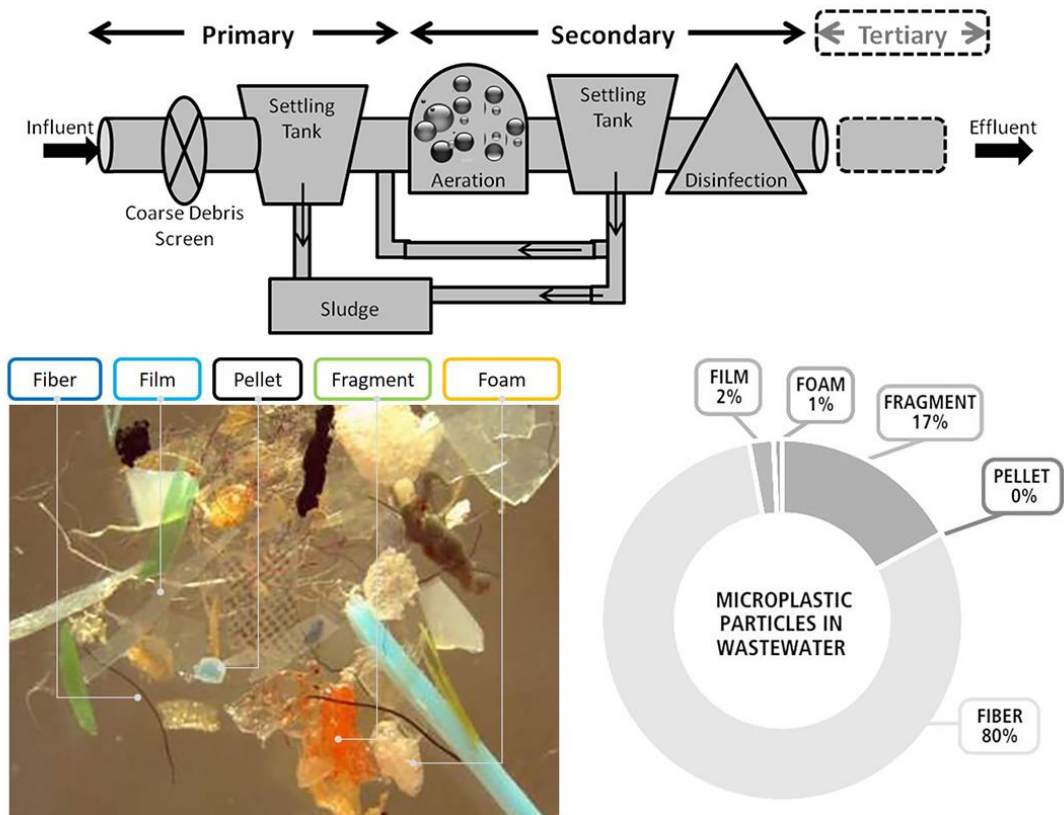 Primary
Secondary
Tertiary
Influent
Settling
Tank
Settling
Tank
Effluent
Aeration
Disinfection
Coarse Debris
Screen
Sludge
Fiber
Film
Pellet
Fragment
Foam
FILM
2%
FOAM
1%
FRAGMENT
17%
PELLET
0%
MICROPLASTIC
PARTICLES IN
WASTEWATER
FIBER
80%